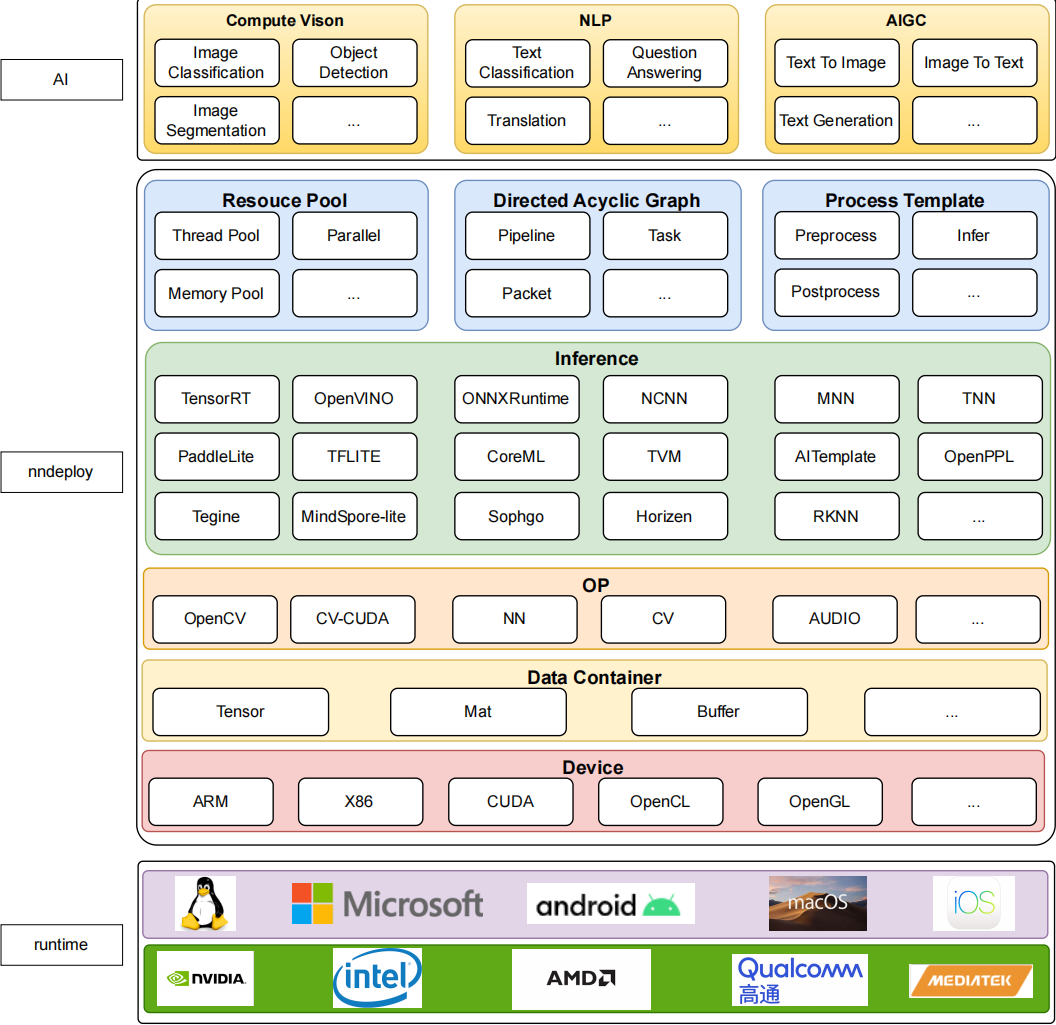 AI
Compute Vison
Image
Classification
Object
Detection
Image
Segmentation
...
NLP
Text
Classification
Question
Answering
Translation
...
AIGC
Text To Image
Image To Text
Text Generation
...
nndeploy
Resouce Pool
Thread Pool
Parallel
Memory Pool
...
Directed Acyclic Graph
Pipeline
Task
Packet
...
Process Template
Preprocess
Infer
Postprocess
...
Inference
TensorRT
OpenVINO
ONNXRuntime
NCNN
MNN
TNN
PaddleLite
TFLITE
CoreML
TVM
AITemplate
OpenPPL
Tegine
MindSpore-lite
Sophgo
Horizen
RKNN
...
OP
OpenCV
CV-CUDA
NN
CV
AUDIO
...
Data Container
Tensor
Mat
Buffer
...
Device
ARM
X86
CUDA
OpenCL
OpenGL
...
runtime
Microsoft
android
macOS
iOS
NVIDIA.
intel
AMD
Qualcomm
高通
MEDIATEK